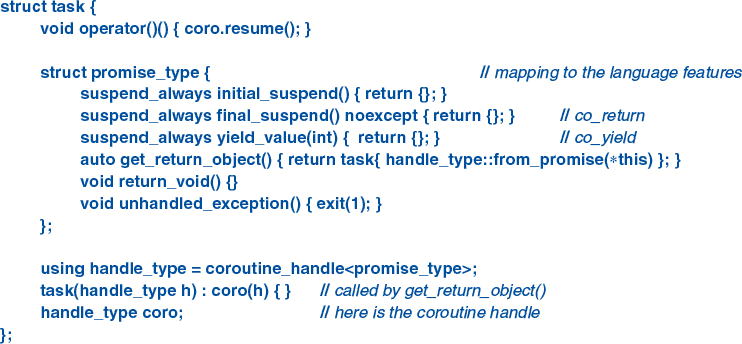 struct task {
void operator()() { coro.resume(); }
struct promise_type { // mapping to the language features
suspend_always initial_suspend() { return {}; }
suspend_always final_suspend() noexcept { return {}; } // co_return
suspend_always yield_value(int) { return {}; } // co_yield
auto get_return_object() { return task{ handle_type::from_promise(*this) }; }
void return_void() {}
void unhandled_exception() { exit(1); }
};
using handle_type = coroutine_handle<promise_type>;
task(handle_type h) : coro(h) { } // called by get_return_object()
handle_type coro; // here is the coroutine handle
};